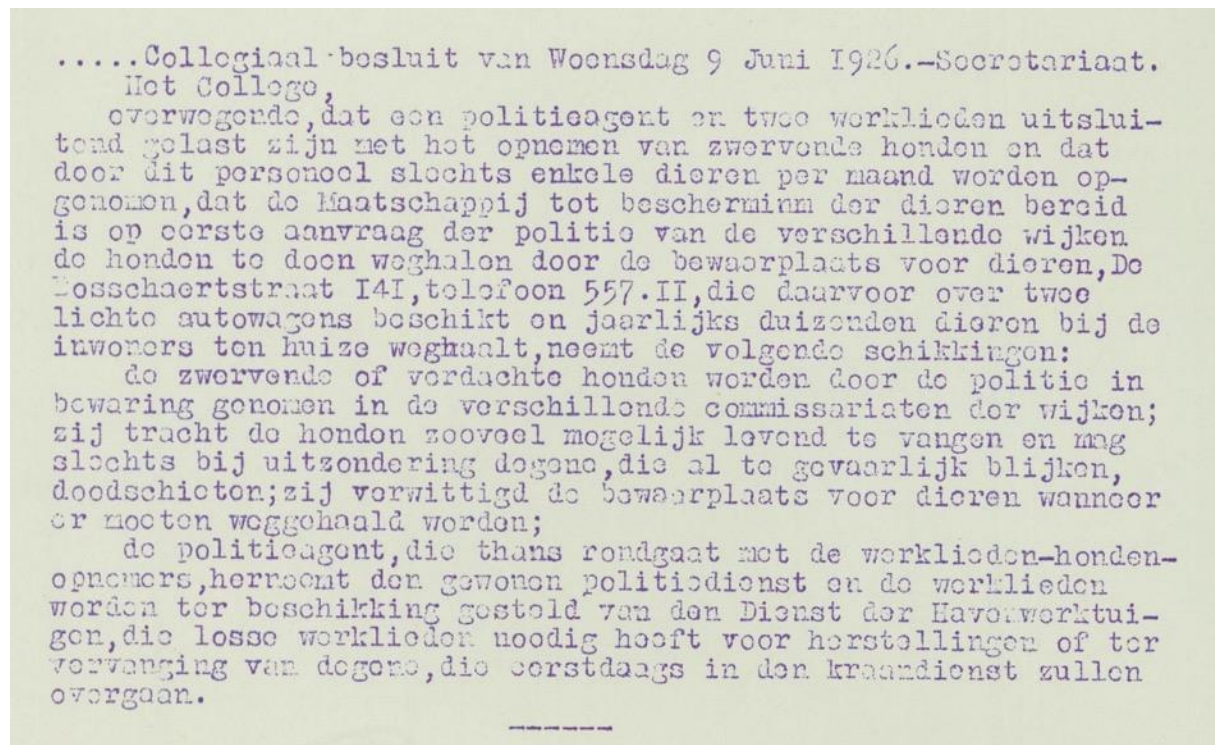 .....Collegiaal besluit van Woensdag 9 Juni I926.-Secretariaat.
Het College,
overwegende,dat een politieagent en twee werklieden uitslui-
tend gelast zijn met het opnemen van zwervende honden en dat
door dit personeel slechts enkele dieren per maand worden op-
genomen,dat de Maatschappij tot bescherminm der dieren bereid
is op eerste aanvraag der politie van de verschillende wijken
de honden te doen weghalen door de bewaarplaats voor dieren,De
Bosschaertstraat I4I,telefoon 557.II,die daarvoor over twee
lichte autowagens beschikt en jaarlijks duizenden dieren bij de
inwoners ten huize weghaalt,neemt de volgende schikkingen:
de zwervende of verdachte honden worden door de politie in
bewaring genomen in de verschillende commissariaten der wijken;
zij tracht de honden zooveel mogelijk levend te vangen en mag
slechts bij uitzondering degene,die al te gevaarlijk blijken,
doodschieten;zij verwittigd de bewaarplaats voor dieren wanneer
er moeten weggehaald worden;
de politieagent,die thans rondgaat met de werklieden-honden-
opnemers,herneemt den gewonen politiedienst en de werklieden
worden ter beschikking gesteld van den Dienst der Havenwerktui-
gen,die losse werklieden noodig heeft voor herstellingen of ter
vervanging van degene,die eerstdaags in den kraandienst zullen
overgaan.
------